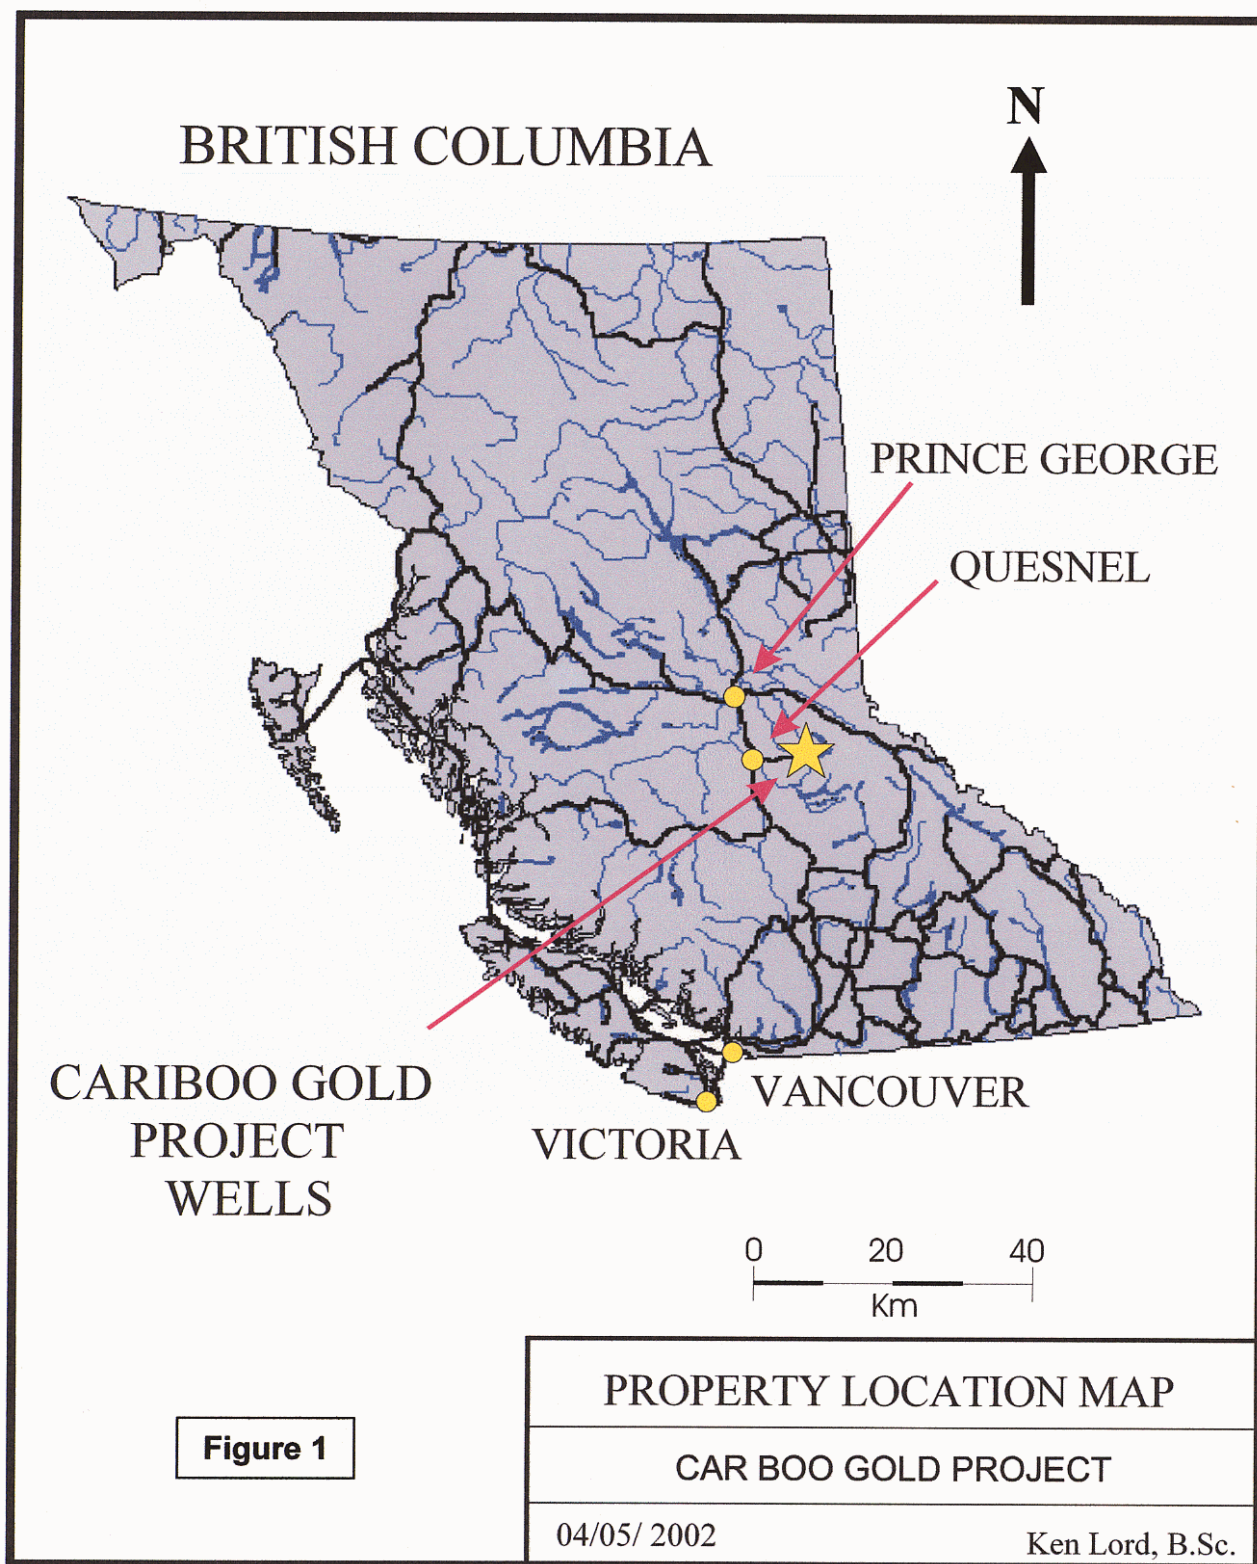 BRITISH COLUMBIA
N
PRINCE GEORGE
QUESNEL
CARIBOO GOLD
PROJECT
WELLS
VANCOUVER
VICTORIA
0 20 40
Km
PROPERTY LOCATION MAP
Figure 1
CAR BOO GOLD PROJECT
04/05/ 2002
Ken Lord, B.Sc.